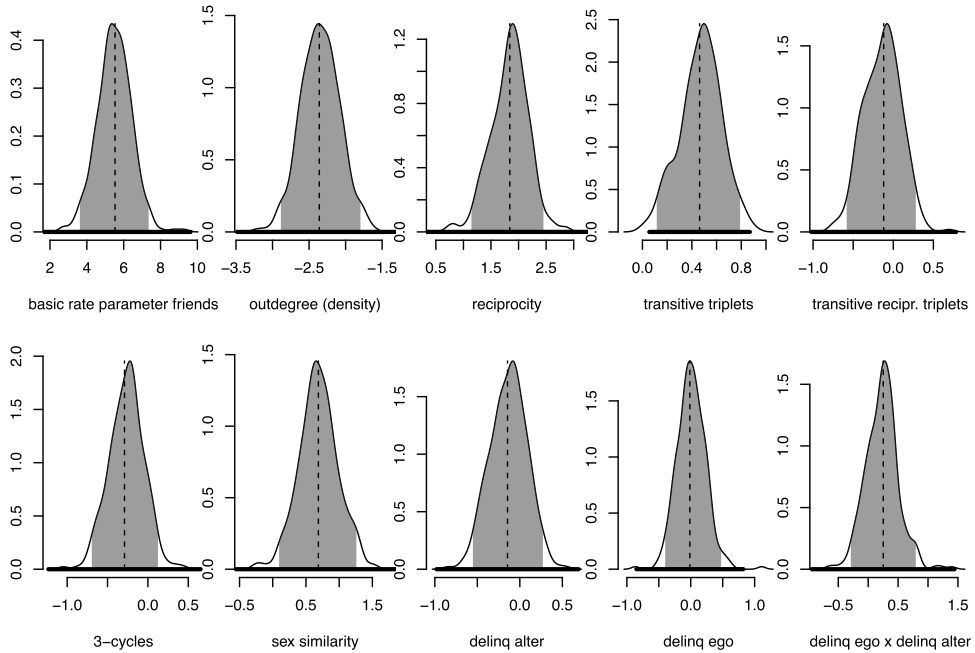 0.0 0.1 0.2 0.3 0.4
2 4 6 8 10
basic rate parameter friends
0.0 0.5 1.0 1.5
−3.5 −2.5 −1.5
outdegree (density)
0.0 0.4 0.8 1.2
0.5 1.5 2.5
reciprocity
0.0 0.5 1.0 1.5 2.0 2.5
0.0 0.4 0.8
transitive triplets
0.0 0.5 1.0 1.5
−1.0 0.0 0.5
transitive recipr. triplets
0.0 0.5 1.0 1.5 2.0
−1.0 0.0 0.5
3−cycles
0.0 0.5 1.0 1.5
−0.5 0.5 1.5
sex similarity
0.0 0.5 1.0 1.5
−1.0 0.0 0.5
delinq alter
0.0 0.5 1.0 1.5
−1.0 0.0 1.0
delinq ego
0.0 0.5 1.0 1.5
−0.5 0.5 1.5
delinq ego x delinq alter